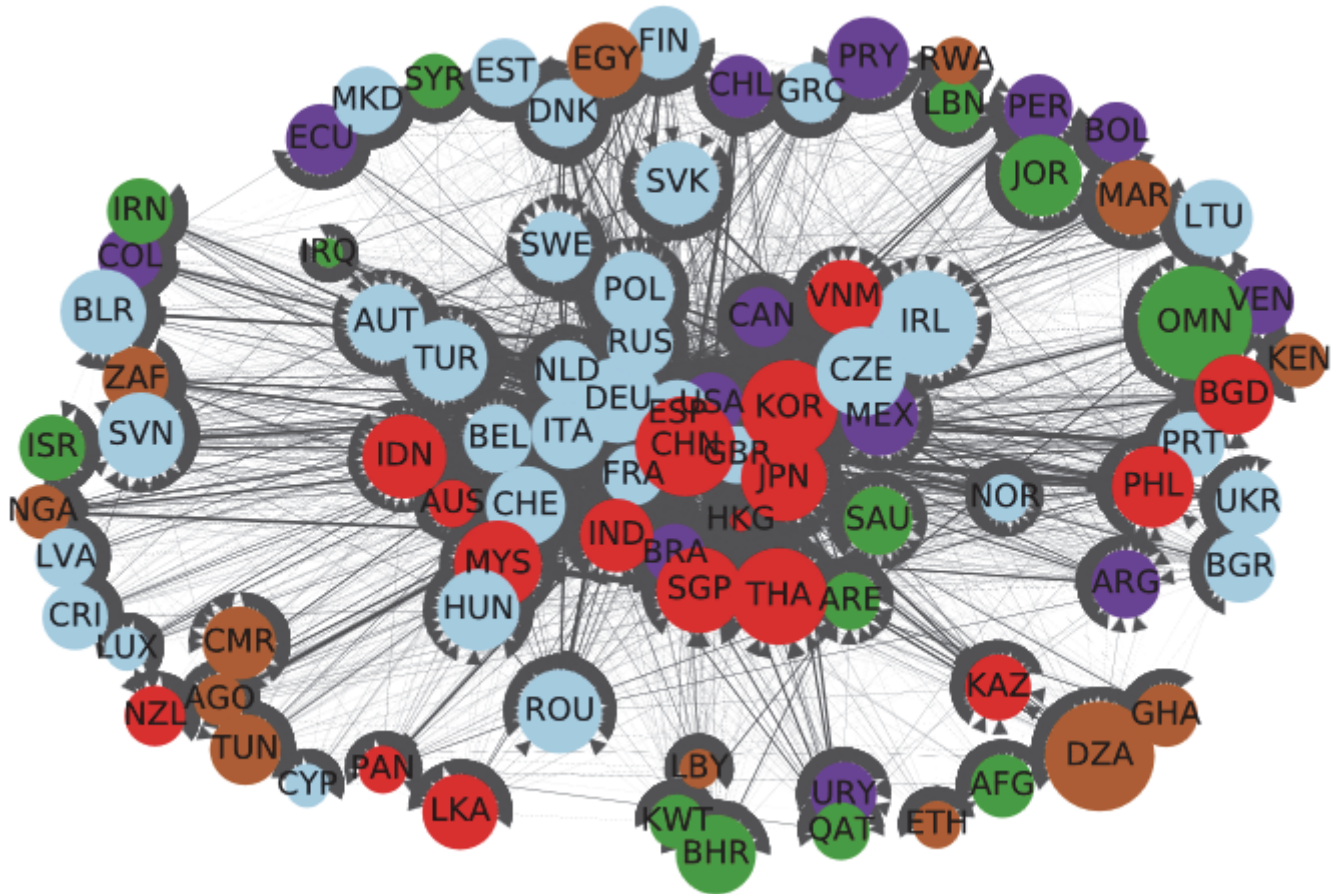 FIN
EGY
PRY
RWA
EST
SYR
CHL
GRC
MKD
DNK
LBN
PER
ECU
BOL
SVK
JOR
MAR
IRN
LTU
COL
IRQ
SWE
BLR
POL
VNM
CAN
IRL
OMN
VEN
AUT
TUR
RUS
NLD
CZE
KEN
ZAF
DEU
USA
KOR
BGD
ESP
MEX
SVN
BEL
ITA
CHN
GBR
PRT
ISR
IDN
FRA
JPN
PHL
NGA
AUS
CHE
HKG
SAU
NOR
UKR
LVA
MYS
IND
BRA
BGR
CRI
HUN
SGP
THA
ARE
ARG
LUX
CMR
AGO
NZL
ROU
KAZ
GHA
TUN
DZA
CYP
PAN
LBY
URY
AFG
LKA
KWT
QAT
ETH
BHR